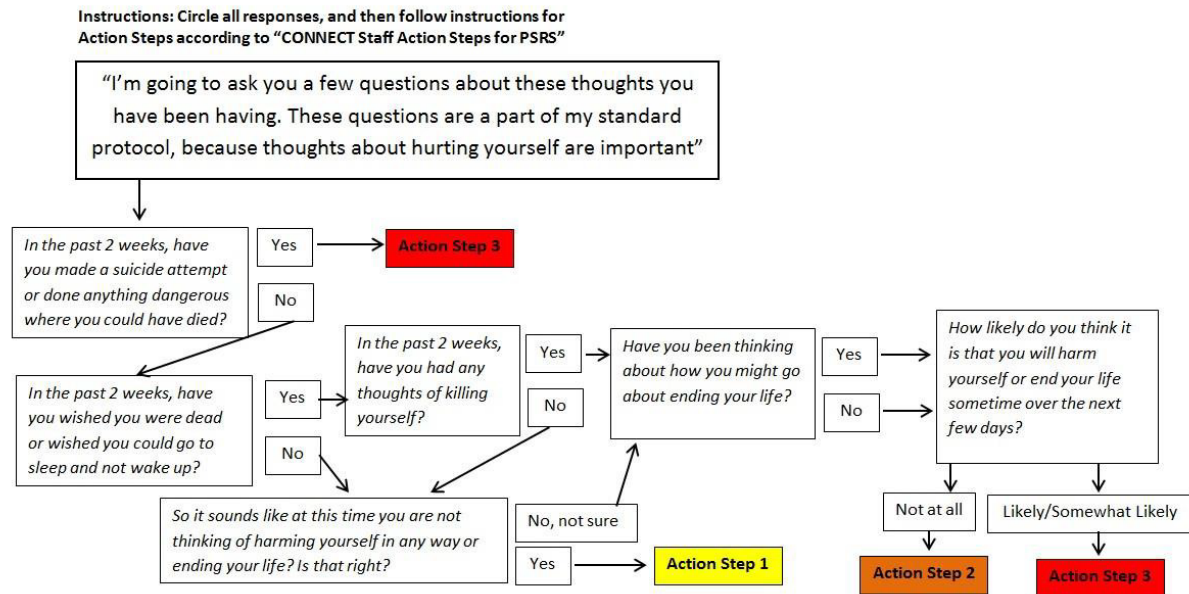 Instructions: Circle all responses, and then follow instructions for
Action Steps according to “CONNECT Staff Action Steps for PSRS”
“I’m going to ask you a few questions about these thoughts you
have been having. These questions are a part of my standard
protocol, because thoughts about hurting yourself are important”
In the past 2 weeks, have
you made a suicide attempt
or done anything dangerous
where you could have died?
Yes
Action Step 3
No
In the past 2 weeks, have
you wished you were dead
or wished you could go to
sleep and not wake up?
Yes
No
In the past 2 weeks,
have you had any
thoughts of killing
yourself?
Yes
No
Have you been thinking
about how you might go
about ending your life?
Yes
No
How likely do you think it
is that you will harm
yourself or end your life
sometime over the next
few days?
So it sounds like at this time you are not
thinking of harming yourself in any way or
ending your life? Is that right?
No, not sure
Yes
Action Step 1
Not at all
Likely/Somewhat Likely
Action Step 2
Action Step 3